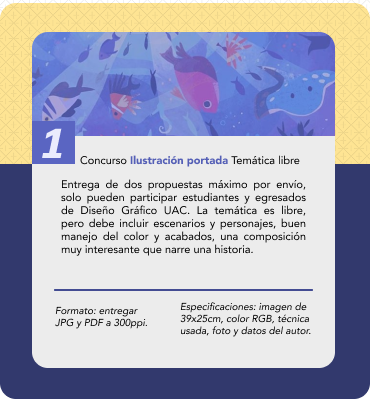 1
Concurso Ilustración portada Temática libre
Entrega de dos propuestas máximo por envío,
solo pueden participar estudiantes y egresados
de Diseño Gráfico UAC. La temática es libre,
pero debe incluir escenarios y personajes, buen
manejo del color y acabados, una composición
muy interesante que narre una historia.
Formato: entregar
JPG y PDF a 300ppi.
Especificaciones: imagen de
39x25cm, color RGB, técnica
usada, foto y datos del autor.